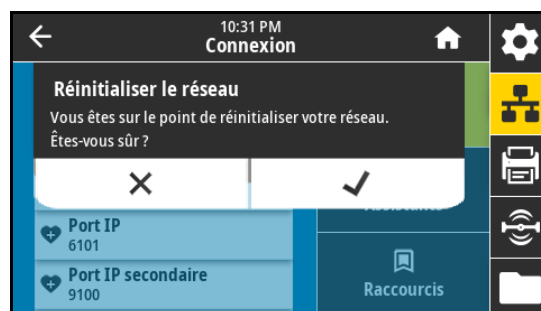 10:31 PM
Connexion
Réinitialiser le réseau
Vous êtes sur le point de réinitialiser votre réseau.
Êtes-vous sûr ?
Port IP
6101
Port IP secondaire
9100
Raccourcis